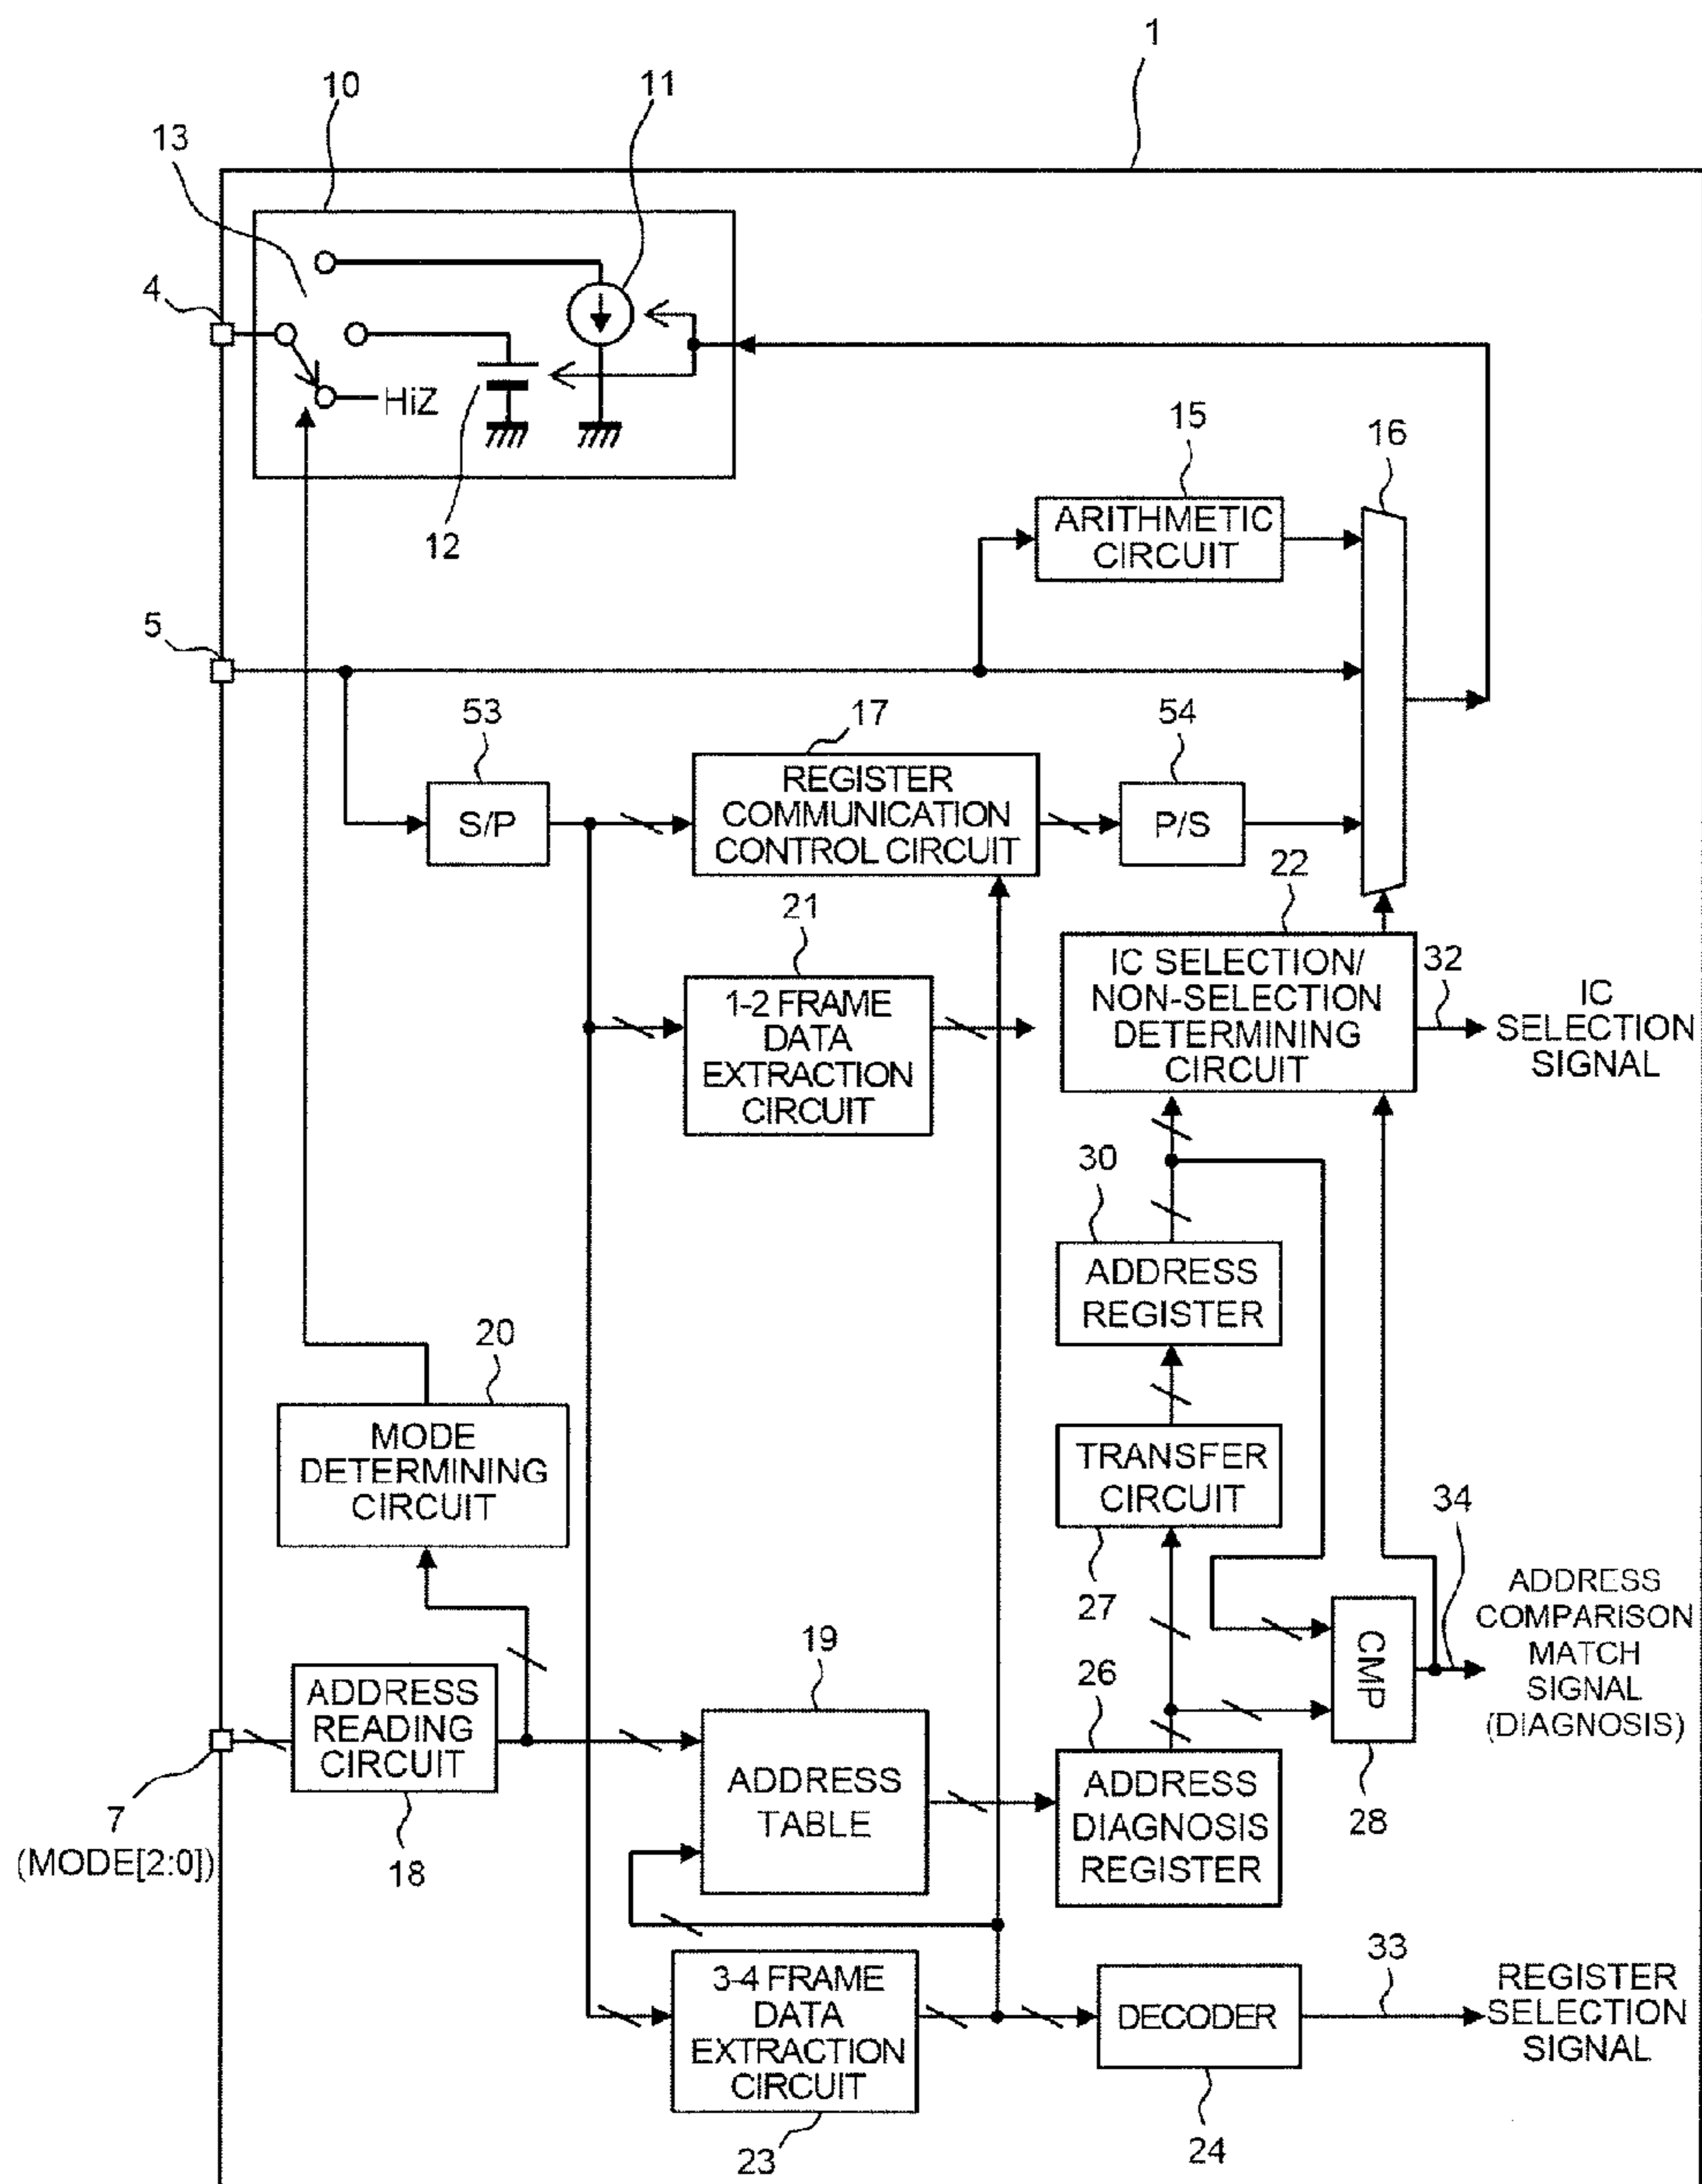 1
10
11
13
4
HiZ
12
15
16
ARITHMETIC
CIRCUIT
5
53
17
54
S/P
REGISTER
COMMUNICATION
CONTROL CIRCUIT
P/S
22
21
1-2 FRAME
DATA
EXTRACTION
CIRCUIT
IC SELECTION/
NON-SELECTION
DETERMINING
CIRCUIT
32
IC
SELECTION
SIGNAL
30
ADDRESS
REGISTER
20
MODE
DETERMINING
CIRCUIT
TRANSFER
CIRCUIT
27
34
ADDRESS
COMPARISON
MATCH
SIGNAL
(DIAGNOSIS)
CMP
28
19
26
ADDRESS
READING
CIRCUIT
7
(MODE[2:0])
18
ADDRESS
TABLE
ADDRESS
DIAGNOSIS
REGISTER
3-4 FRAME
DATA
EXTRACTION
CIRCUIT
23
DECODER
24
33
REGISTER
SELECTION
SIGNAL